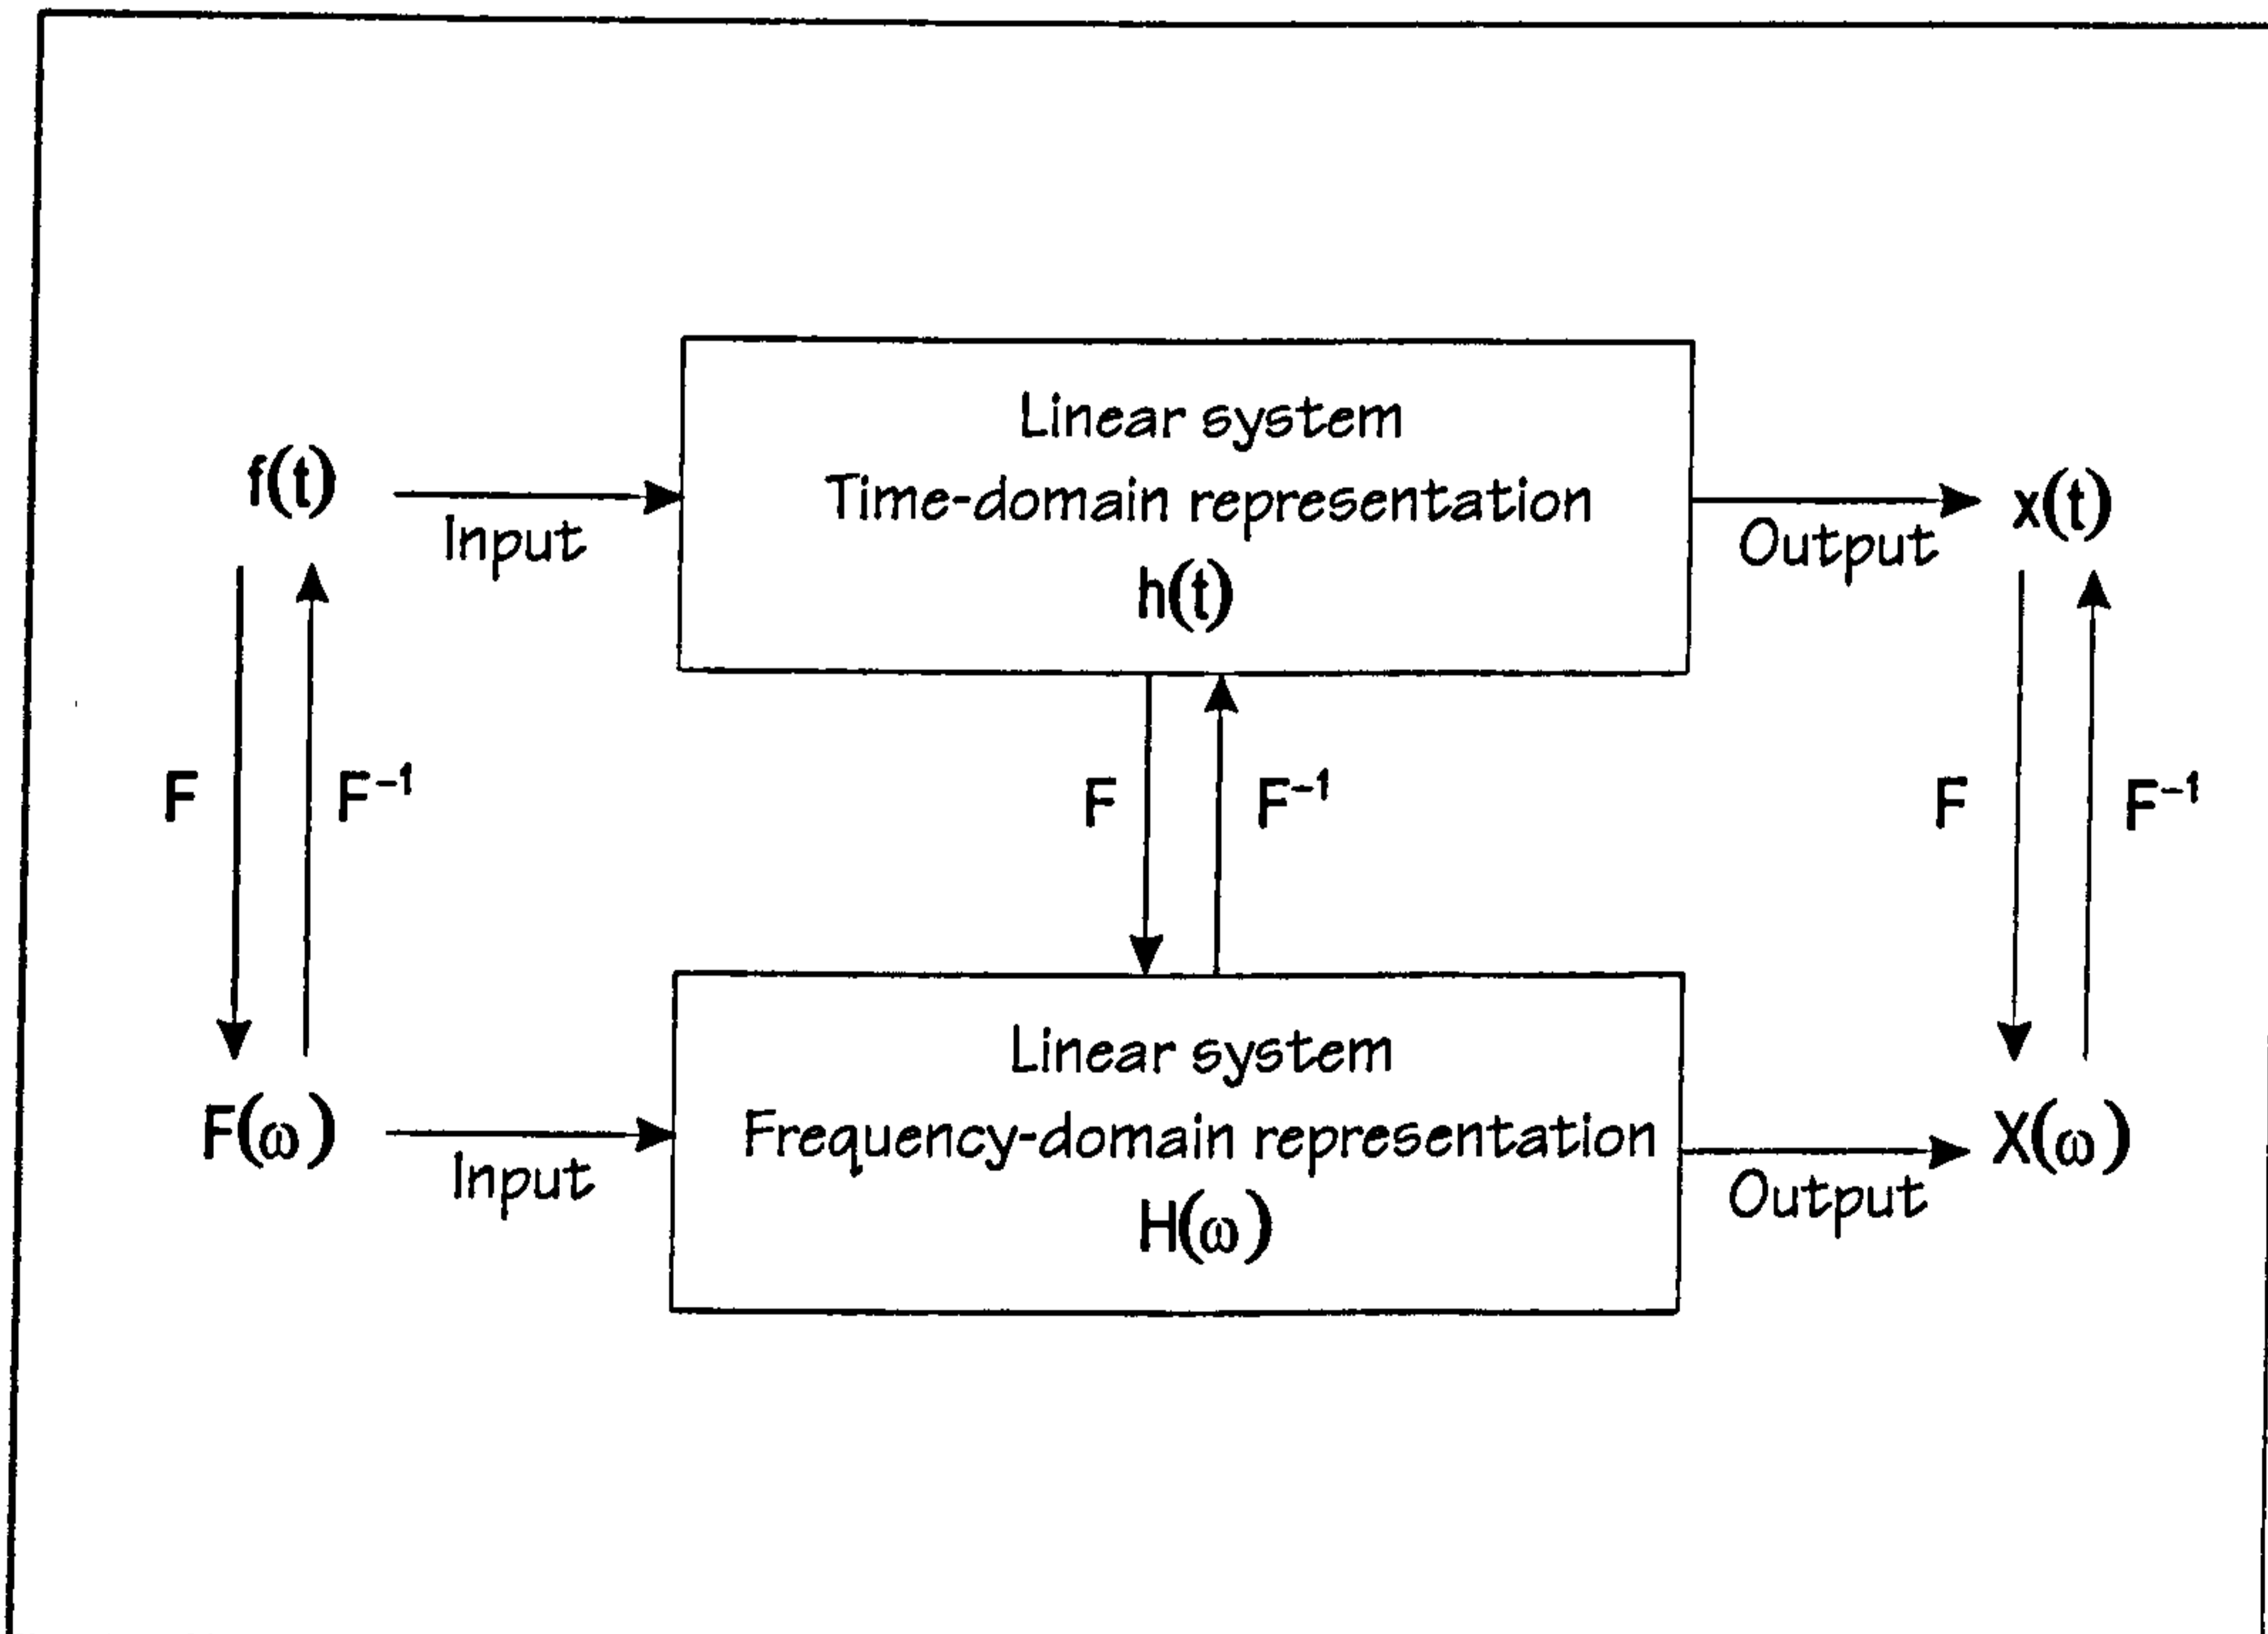 Linear system
f(t)
Time-domain representation
x(t)
Input
Output
h(t)
F
F⁻¹
F
F⁻¹
F
F⁻¹
Linear system
F(ω)
Frequency-domain representation
X(ω)
Input
Output
H(ω)